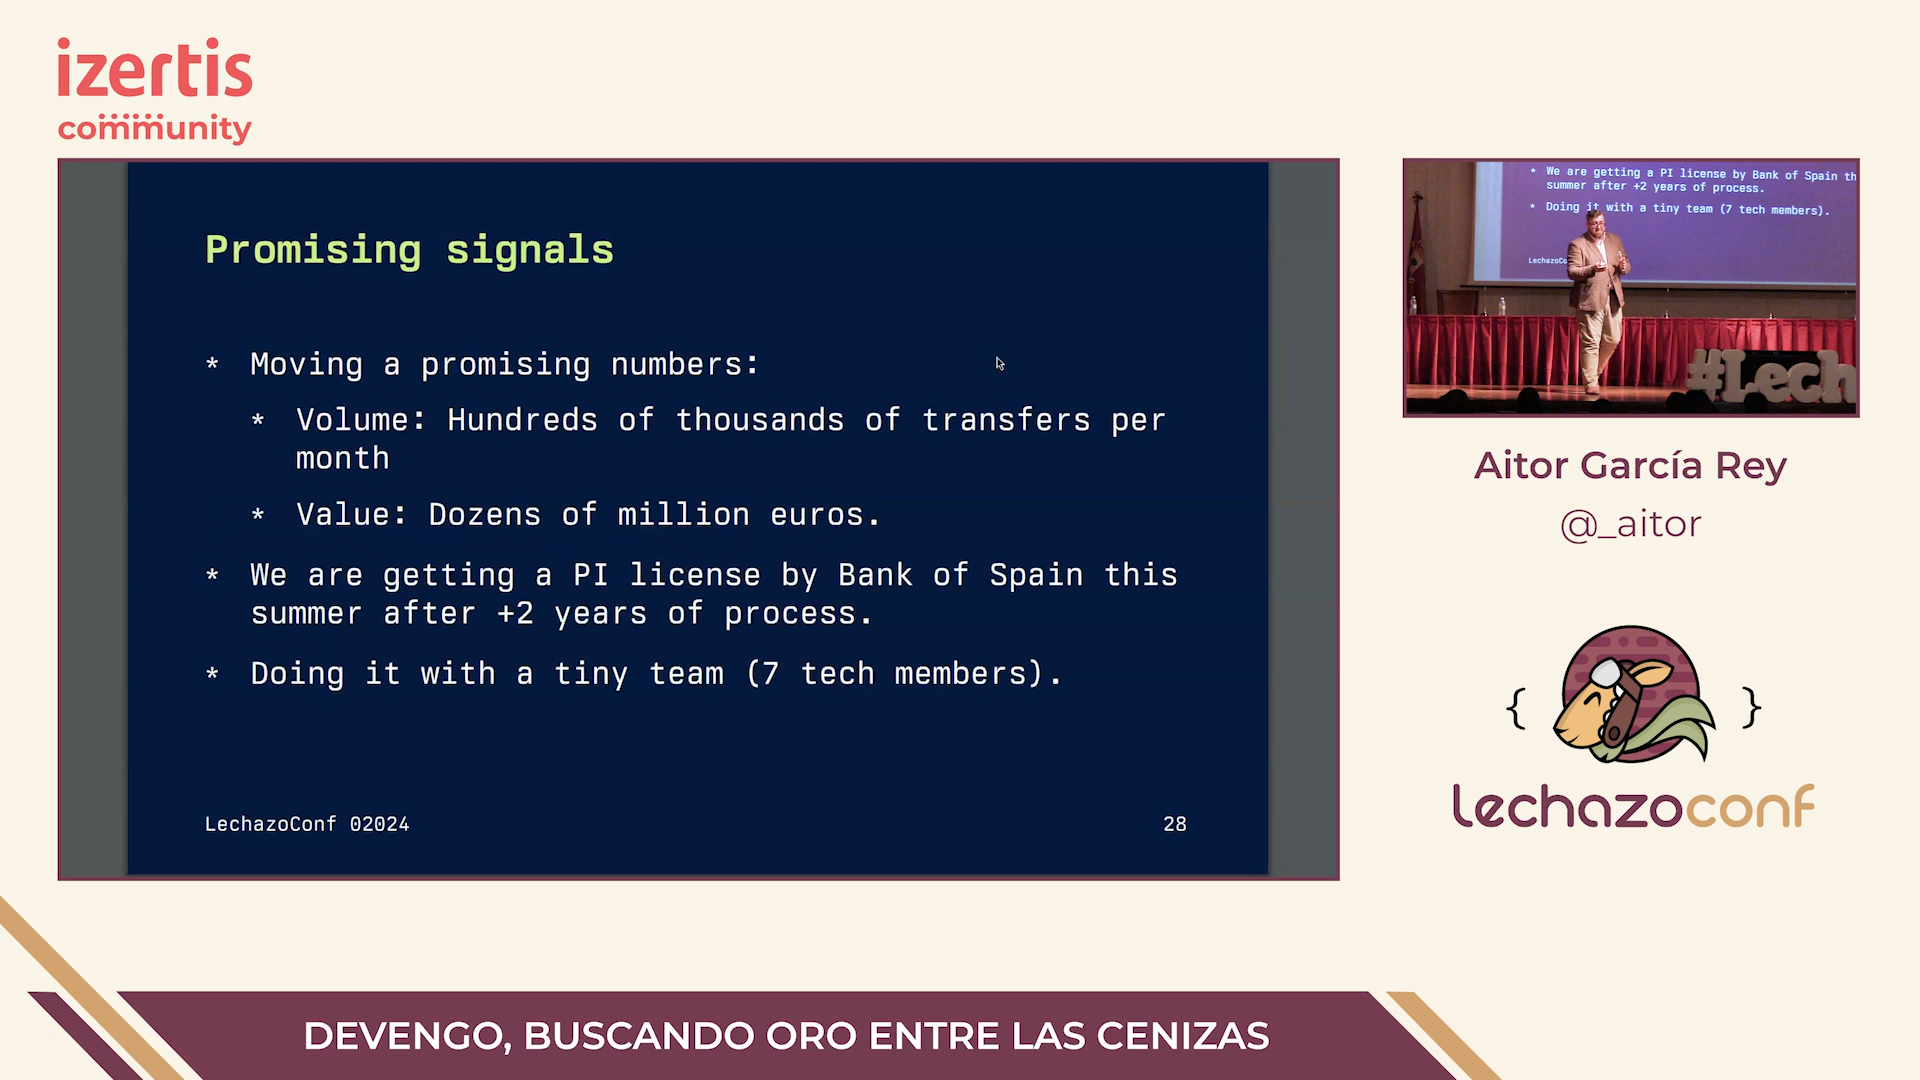 izertis
community
Promising signals
* Moving a promising numbers:
* Volume: Hundreds of thousands of transfers per
month
* Value: Dozens of million euros.
* We are getting a PI license by Bank of Spain this
summer after +2 years of process.
* Doing it with a tiny team (7 tech members).
LechazoConf 02024
28
* We are getting a PI license by Bank of Spain th
summer after +2 years of process.
* Doing it with a tiny team (7 tech members).
LechazoCo
#Lech
Aitor García Rey
@_aitor
{ }
lechazoconf
DEVENGO, BUSCANDO ORO ENTRE LAS CENIZAS